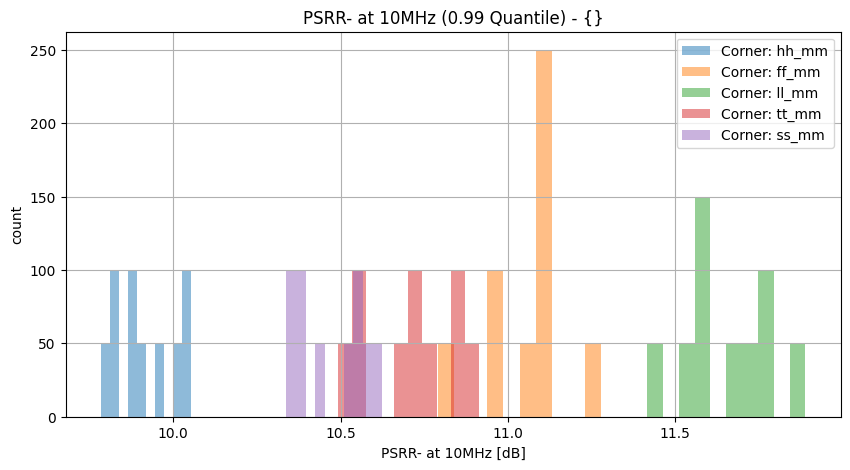 PSRR- at 10MHz (0.99 Quantile) - {}
Corner: hh_mm
Corner: ff_mm
Corner: ll_mm
Corner: tt_mm
Corner: ss_mm
250
200
150
100
50
0
count
10.0 10.5 11.0 11.5
PSRR- at 10MHz [dB]